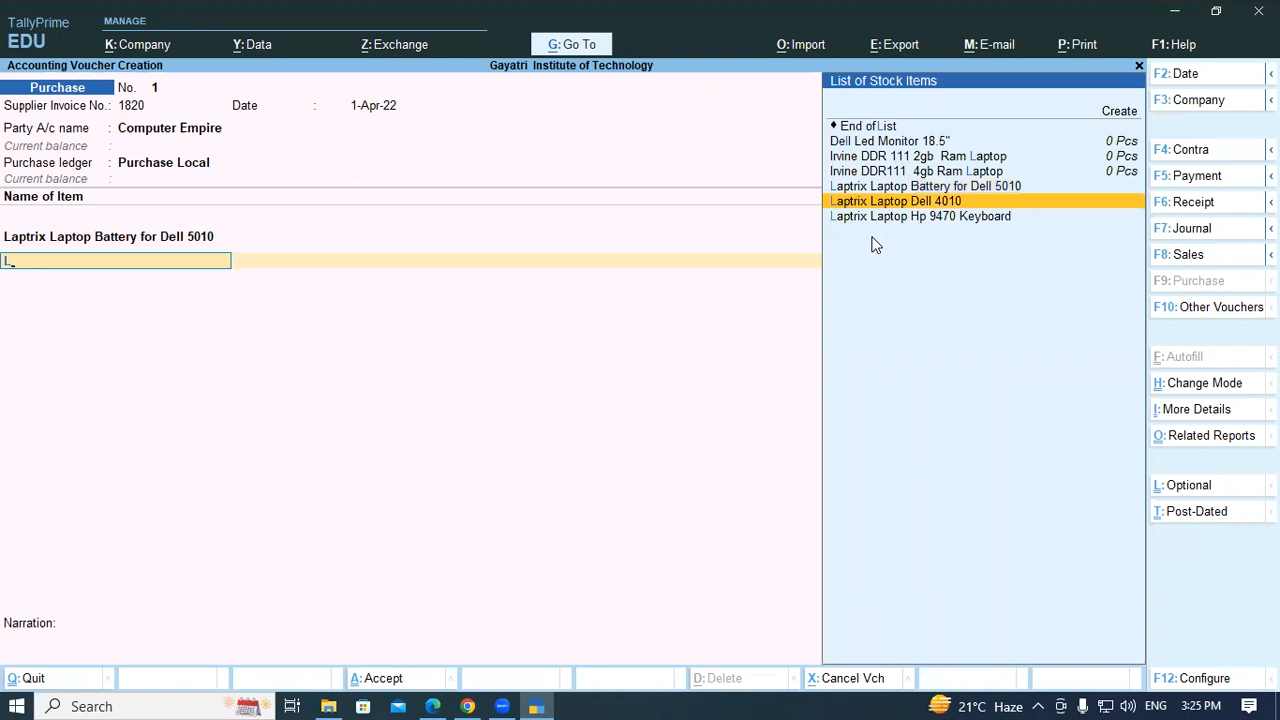 TallyPrime
EDU
MANAGE
K: Company
Y: Data
Z: Exchange
G: Go To
O: Import
E: Export
M: E-mail
P: Print
F1: Help
Accounting Voucher Creation
Gayatri Institute of Technology
×
Purchase No. 1
Supplier Invoice No.: 1820 Date : 1-Apr-22
Party A/c name : Computer Empire
Current balance :
Purchase ledger : Purchase Local
Current balance :
Name of Item
Laptrix Laptop Battery for Dell 5010
L
Narration:
List of Stock Items
Create
♦ End of List
Dell Led Monitor 18.5" 0 Pcs
Irvine DDR 111 2gb Ram Laptop 0 Pcs
Irvine DDR111 4gb Ram Laptop 0 Pcs
Laptrix Laptop Battery for Dell 5010
Laptrix Laptop Dell 4010
Laptrix Laptop Hp 9470 Keyboard
F2: Date
F3: Company
F4: Contra
F5: Payment
F6: Receipt
F7: Journal
F8: Sales
F9: Purchase
F10: Other Vouchers
F: Autofill
H: Change Mode
I: More Details
O: Related Reports
L: Optional
T: Post-Dated
Q: Quit
A: Accept
D: Delete
X: Cancel Vch
F12: Configure
Search
21°C Haze
ENG
3:25 PM